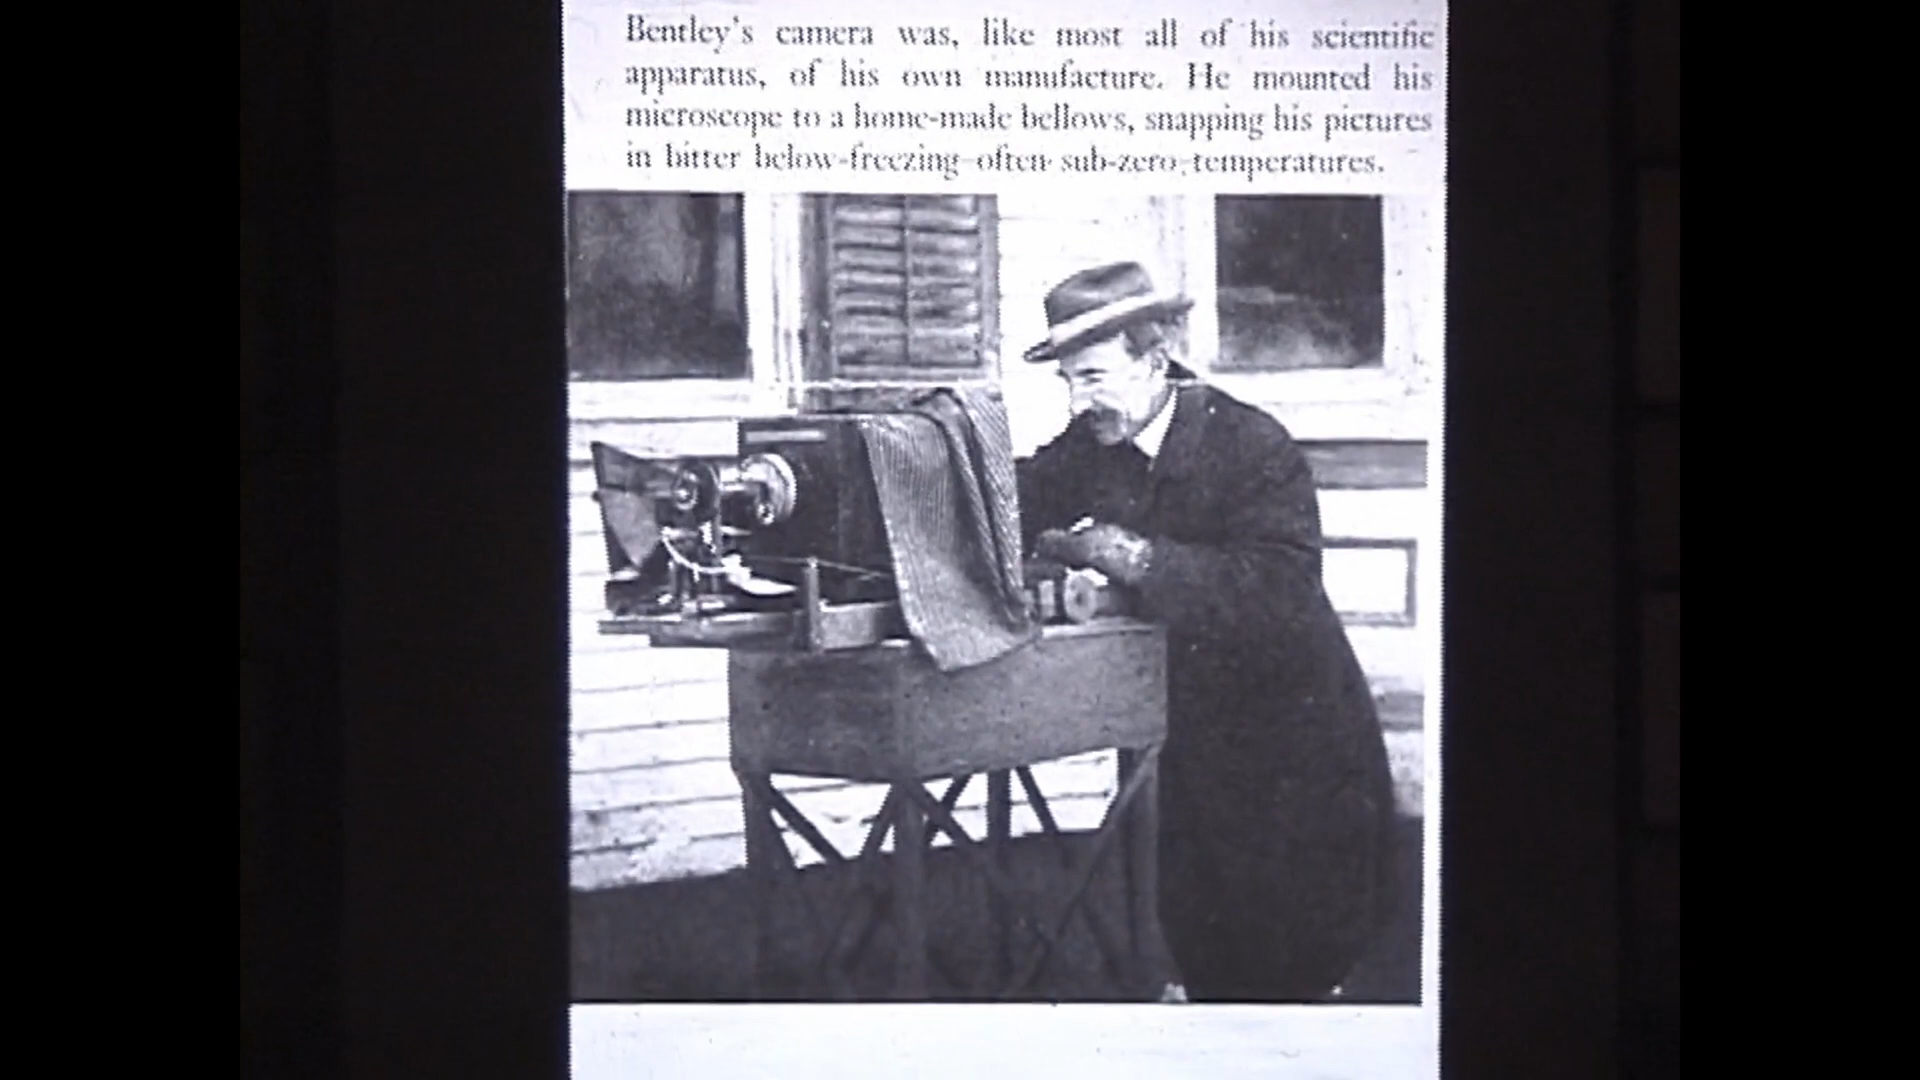 Bentley's camera was, like most all of his scientific
apparatus, of his own manufacture. He mounted his
microscope to a home-made bellows, snapping his pictures
in bitter below-freezing-often sub-zero-temperatures.